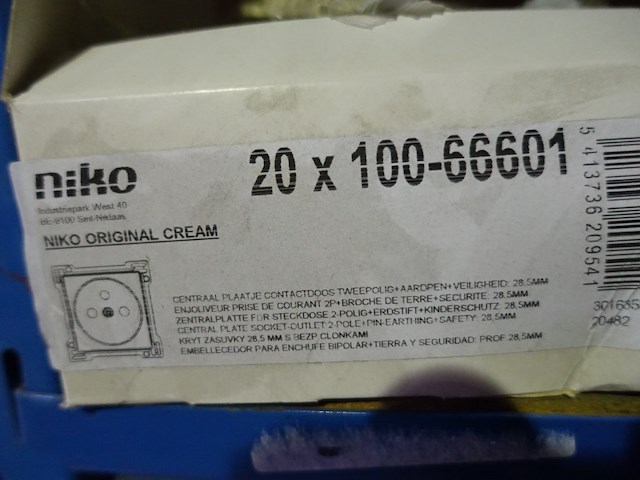 niko
20 x 100-66601
Industriepark West 40
BE-9100 Sint-Niklaas
NIKO ORIGINAL CREAM
CENTRAAL PLAATJE CONTACTDOOS TWEEPOLIG+AARDPEN+VEILIGHEID: 28,5MM
ENJOLIVEUR PRISE DE COURANT 2P+BROCHE DE TERRE+SECURITE: 28,5MM
ZENTRALPLATTE FÜR STECKDOSE 2-POLIG+ERDSTIFT+KINDERSCHUTZ: 28,5MM
CENTRAL PLATE SOCKET-OUTLET 2-POLE+PIN-EARTHING+SAFETY: 28,5MM
KRYT ZASUVKY 28,5 MM S BEZP CLONKAMI
EMBELLECEDOR PARA ENCHUFE BIPOLAR+TIERRA Y SEGURIDAD: PROF.28,5MM
5 413736 209541
20482